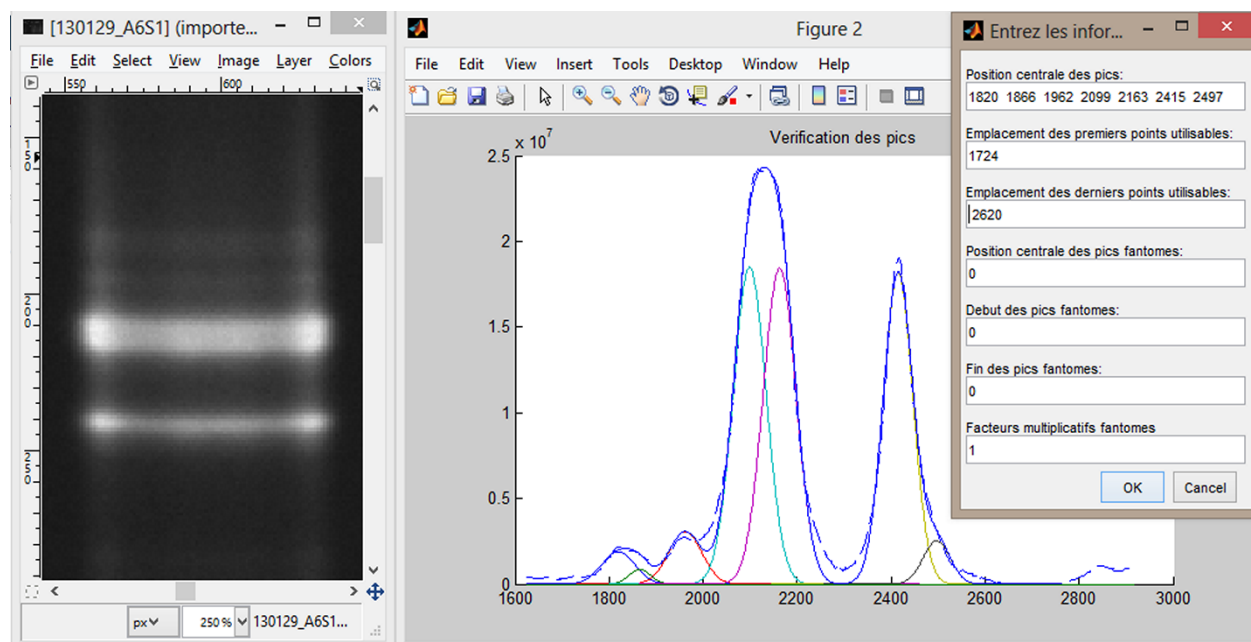 [130129_A6S1] (importe...
File Edit Select View Image Layer Colors
550 600
150
200
250
px 250 % 130129_A6S1...
Figure 2
File Edit View Insert Tools Desktop Window Help
Verification des pics
x 10^7
2.5
2
1.5
1
0.5
0
1600 1800 2000 2200 2400 2600 2800 3000
Entrez les infor...
Position centrale des pics:
1820 1866 1962 2099 2163 2415 2497
Emplacement des premiers points utilisables:
1724
Emplacement des derniers points utilisables:
2620
Position centrale des pics fantomes:
0
Debut des pics fantomes:
0
Fin des pics fantomes:
0
Facteurs multiplicatifs fantomes
1
OK Cancel